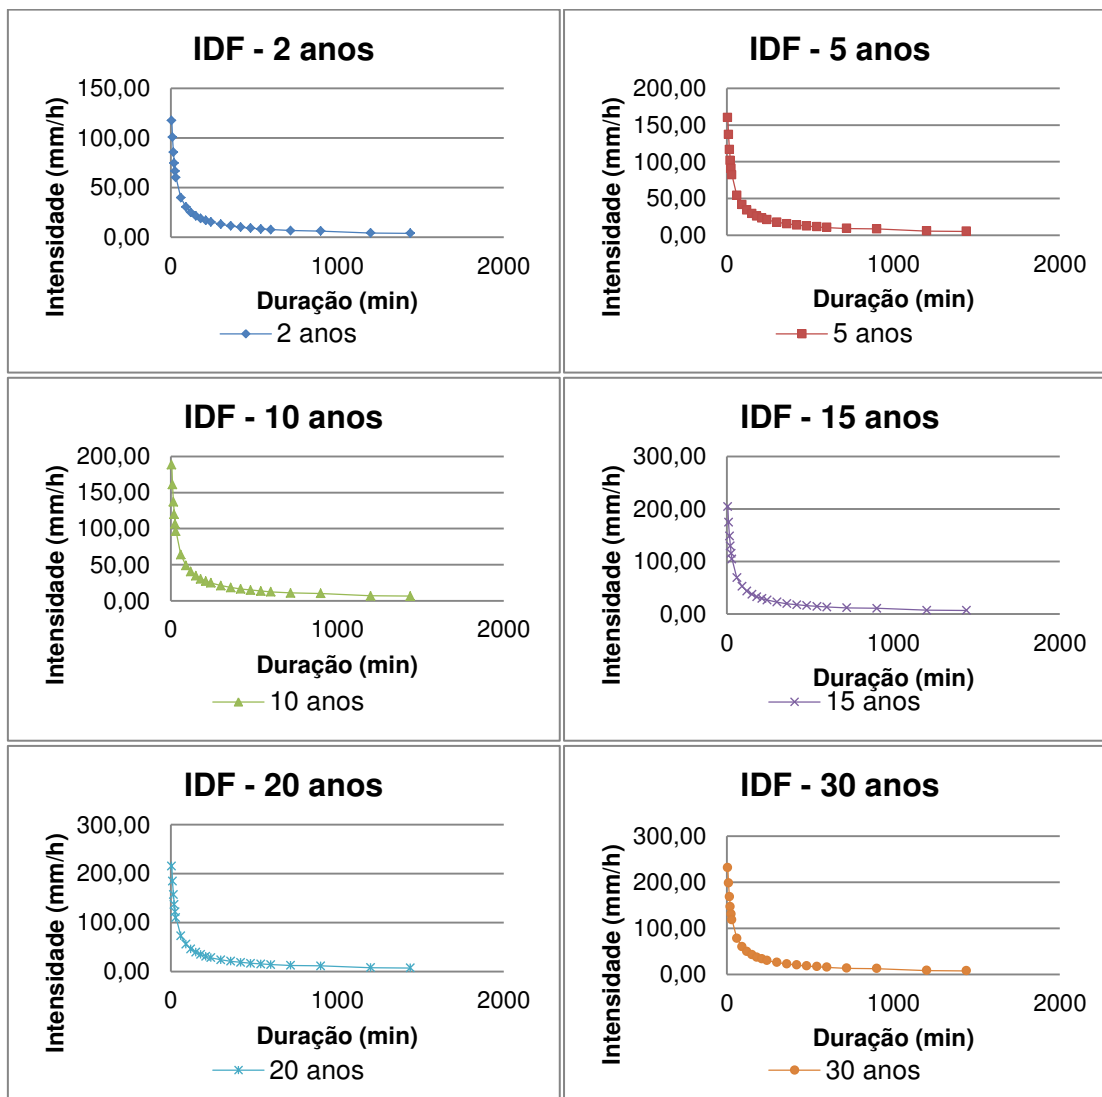 IDF - 2 anos
Intensidade (mm/h)
150,00
100,00
50,00
0,00
0 1000 2000
Duração (min)
2 anos
IDF - 5 anos
Intensidade (mm/h)
200,00
150,00
100,00
50,00
0,00
0 1000 2000
Duração (min)
5 anos
IDF - 10 anos
Intensidade (mm/h)
200,00
150,00
100,00
50,00
0,00
0 1000 2000
Duração (min)
10 anos
IDF - 15 anos
Intensidade (mm/h)
300,00
200,00
100,00
0,00
0 1000 2000
Duração (min)
15 anos
IDF - 20 anos
Intensidade (mm/h)
300,00
200,00
100,00
0,00
0 1000 2000
Duração (min)
20 anos
IDF - 30 anos
Intensidade (mm/h)
300,00
200,00
100,00
0,00
0 1000 2000
Duração (min)
30 anos